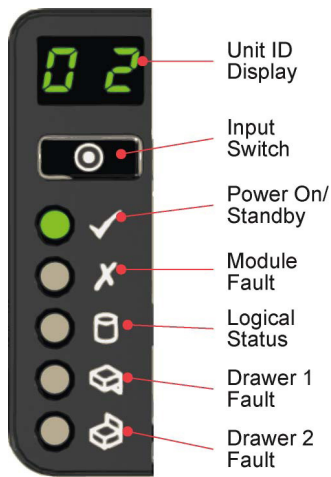 02
Unit ID
Display
Input
Switch
Power On/
Standby
Module
Fault
Logical
Status
Drawer 1
Fault
Drawer 2
Fault